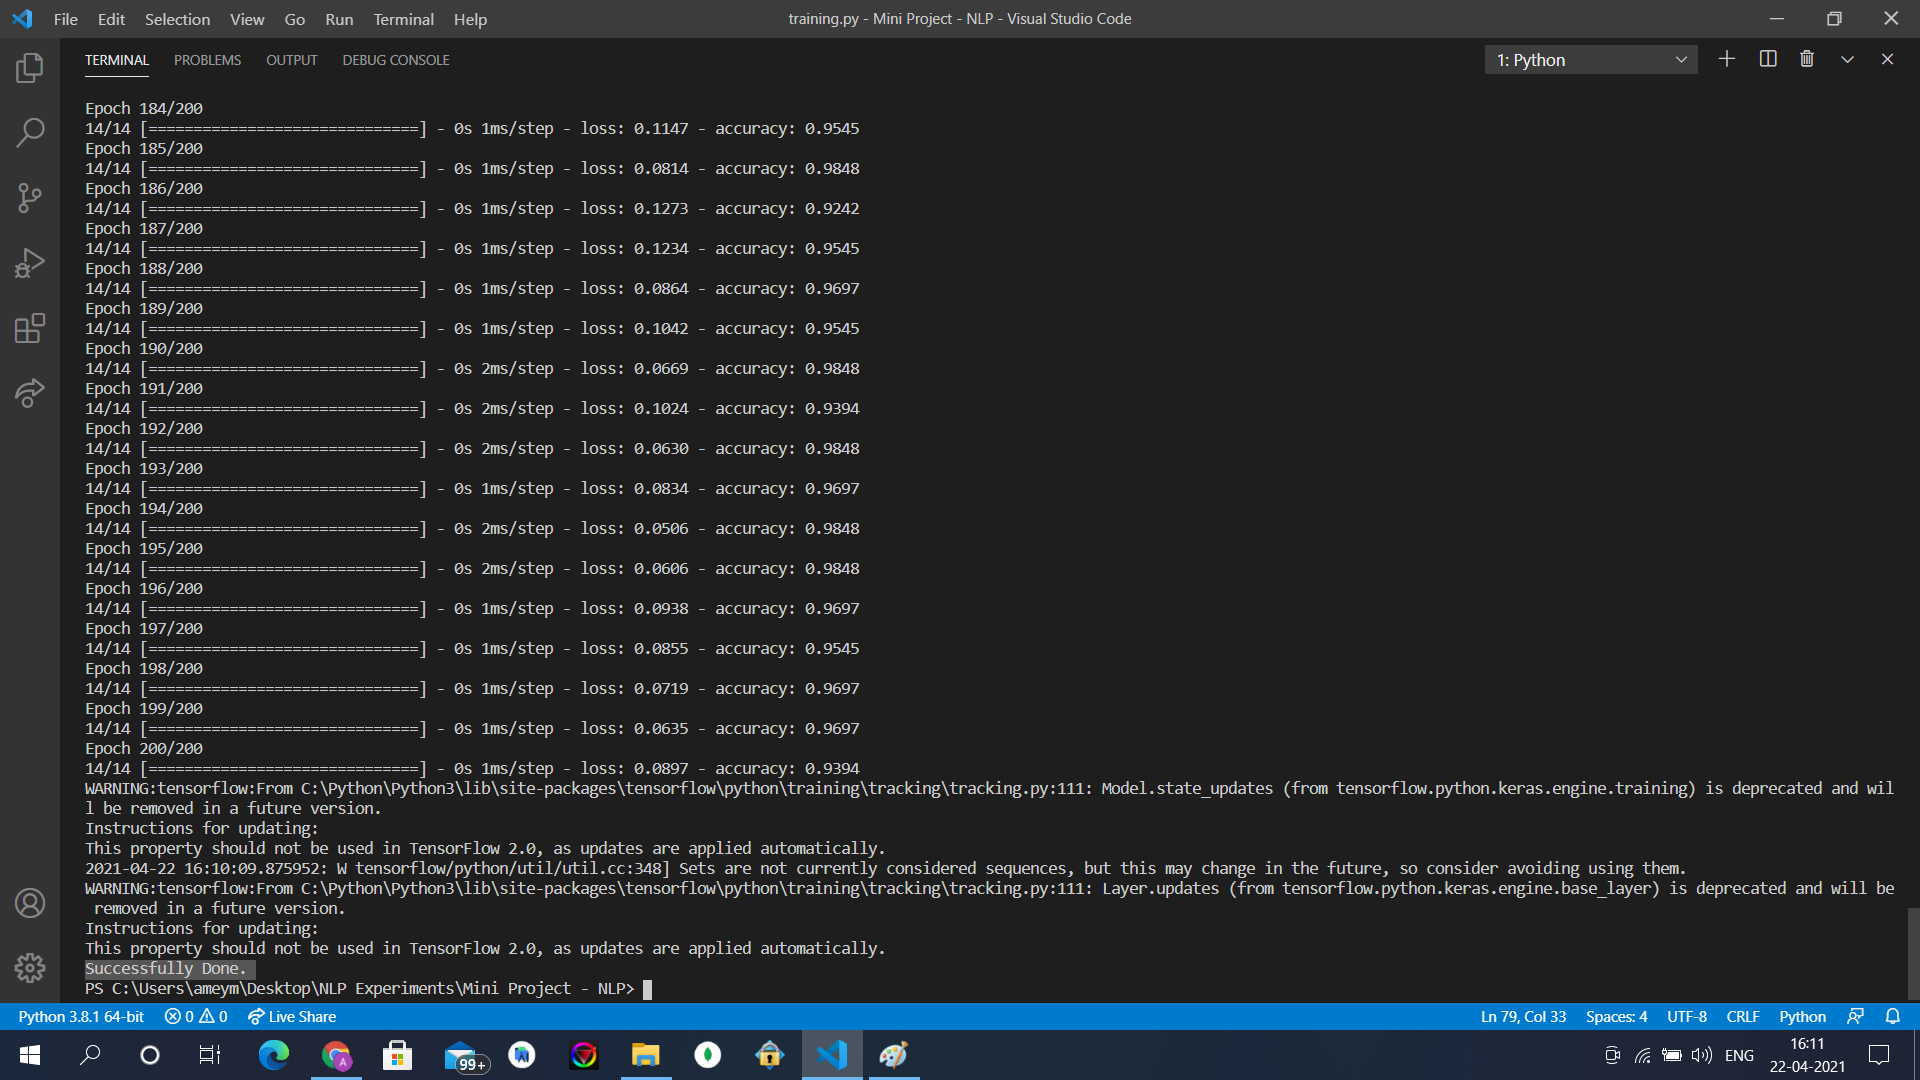 File Edit Selection View Go Run Terminal Help
training.py - Mini Project - NLP - Visual Studio Code
TERMINAL PROBLEMS OUTPUT DEBUG CONSOLE
1: Python
Epoch 184/200
14/14 [==============================] - 0s 1ms/step - loss: 0.1147 - accuracy: 0.9545
Epoch 185/200
14/14 [==============================] - 0s 1ms/step - loss: 0.0814 - accuracy: 0.9848
Epoch 186/200
14/14 [==============================] - 0s 1ms/step - loss: 0.1273 - accuracy: 0.9242
Epoch 187/200
14/14 [==============================] - 0s 1ms/step - loss: 0.1234 - accuracy: 0.9545
Epoch 188/200
14/14 [==============================] - 0s 1ms/step - loss: 0.0864 - accuracy: 0.9697
Epoch 189/200
14/14 [==============================] - 0s 1ms/step - loss: 0.1042 - accuracy: 0.9545
Epoch 190/200
14/14 [==============================] - 0s 2ms/step - loss: 0.0669 - accuracy: 0.9848
Epoch 191/200
14/14 [==============================] - 0s 2ms/step - loss: 0.1024 - accuracy: 0.9394
Epoch 192/200
14/14 [==============================] - 0s 2ms/step - loss: 0.0630 - accuracy: 0.9848
Epoch 193/200
14/14 [==============================] - 0s 1ms/step - loss: 0.0834 - accuracy: 0.9697
Epoch 194/200
14/14 [==============================] - 0s 2ms/step - loss: 0.0506 - accuracy: 0.9848
Epoch 195/200
14/14 [==============================] - 0s 2ms/step - loss: 0.0606 - accuracy: 0.9848
Epoch 196/200
14/14 [==============================] - 0s 1ms/step - loss: 0.0938 - accuracy: 0.9697
Epoch 197/200
14/14 [==============================] - 0s 1ms/step - loss: 0.0855 - accuracy: 0.9545
Epoch 198/200
14/14 [==============================] - 0s 1ms/step - loss: 0.0719 - accuracy: 0.9697
Epoch 199/200
14/14 [==============================] - 0s 1ms/step - loss: 0.0635 - accuracy: 0.9697
Epoch 200/200
14/14 [==============================] - 0s 1ms/step - loss: 0.0897 - accuracy: 0.9394
WARNING:tensorflow:From C:\Python\Python3\lib\site-packages\tensorflow\python\training\tracking\tracking.py:111: Model.state_updates (from tensorflow.python.keras.engine.training) is deprecated and wil
l be removed in a future version.
Instructions for updating:
This property should not be used in TensorFlow 2.0, as updates are applied automatically.
2021-04-22 16:10:09.875952: W tensorflow/python/util/util.cc:348] Sets are not currently considered sequences, but this may change in the future, so consider avoiding using them.
WARNING:tensorflow:From C:\Python\Python3\lib\site-packages\tensorflow\python\training\tracking\tracking.py:111: Layer.updates (from tensorflow.python.keras.engine.base_layer) is deprecated and will be
removed in a future version.
Instructions for updating:
This property should not be used in TensorFlow 2.0, as updates are applied automatically.
Successfully Done.
PS C:\Users\ameym\Desktop\NLP Experiments\Mini Project - NLP>
Python 3.8.1 64-bit 0 0 Live Share Ln 79, Col 33 Spaces: 4 UTF-8 CRLF Python
A 99+ ENG 16:11
22-04-2021